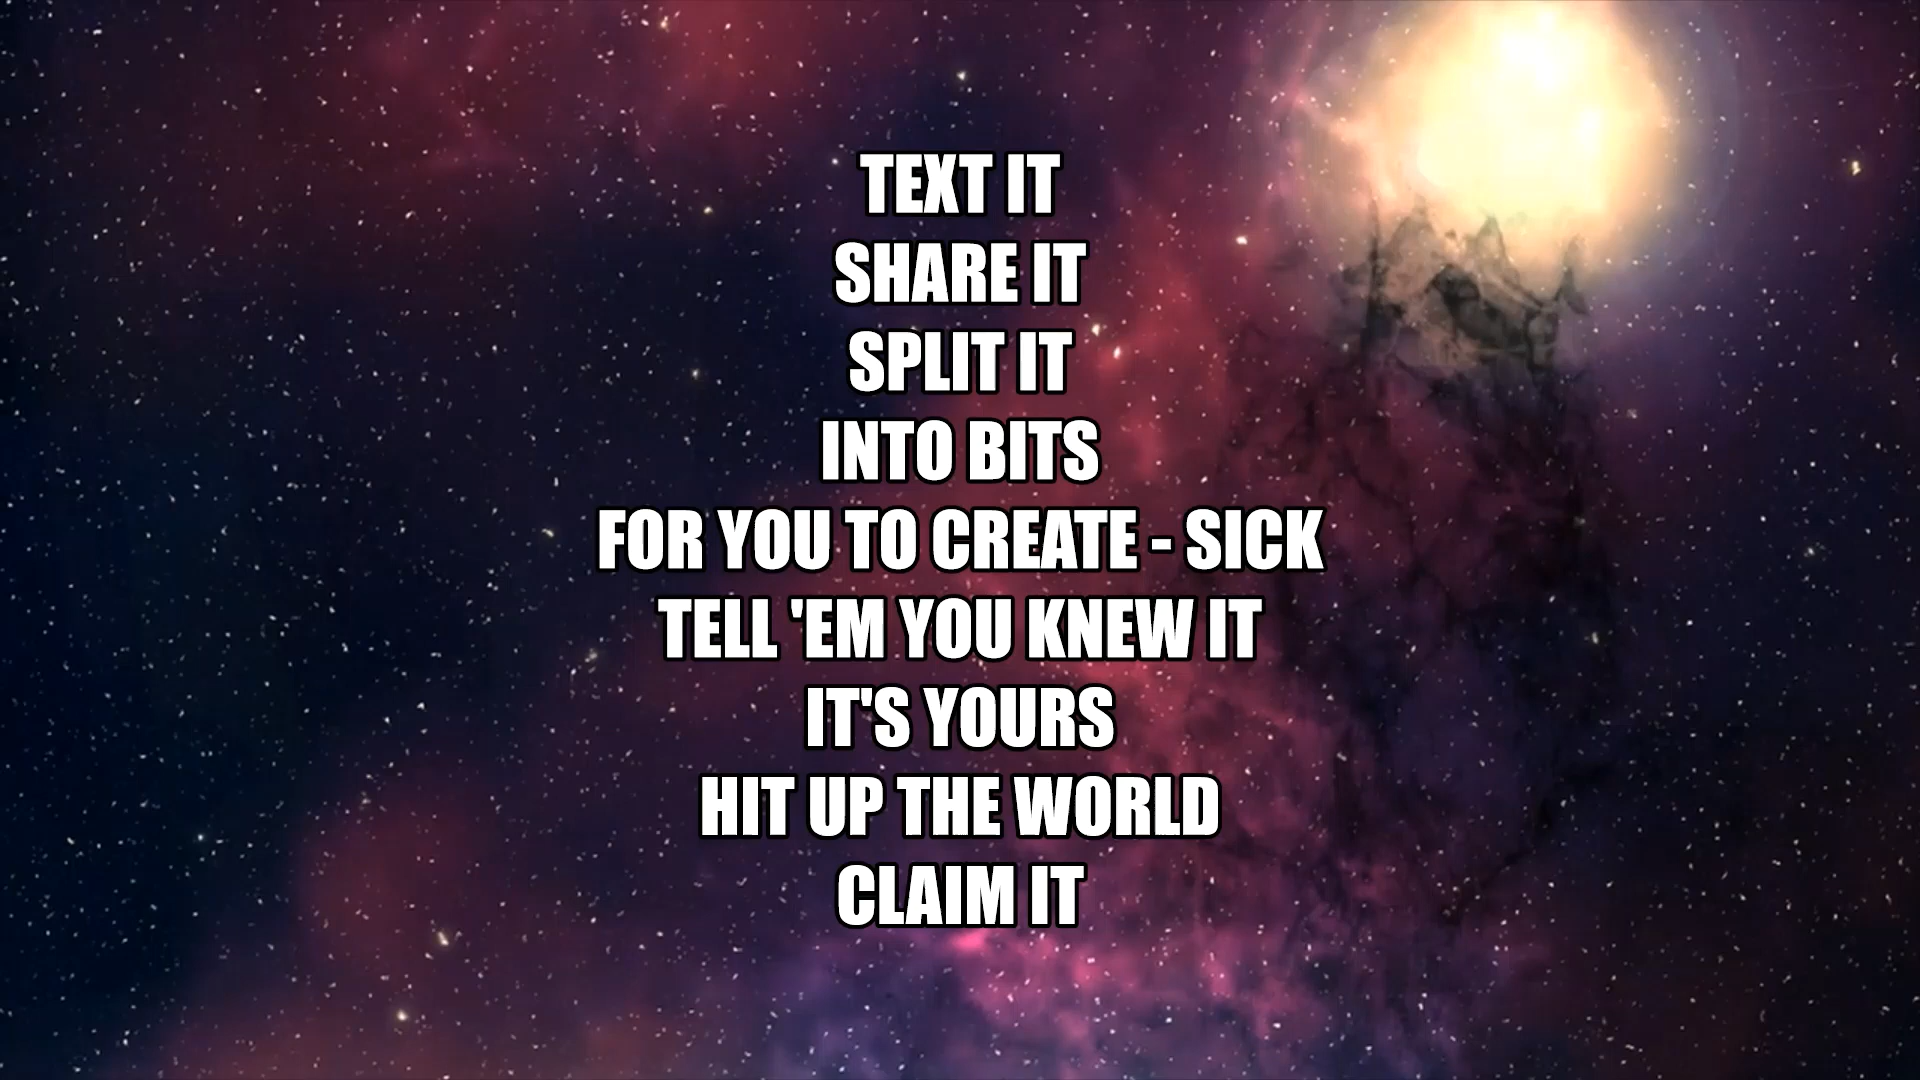 TEXT IT
SHARE IT
SPLIT IT
INTO BITS
FOR YOU TO CREATE - SICK
TELL 'EM YOU KNEW IT
IT'S YOURS
HIT UP THE WORLD
CLAIM IT